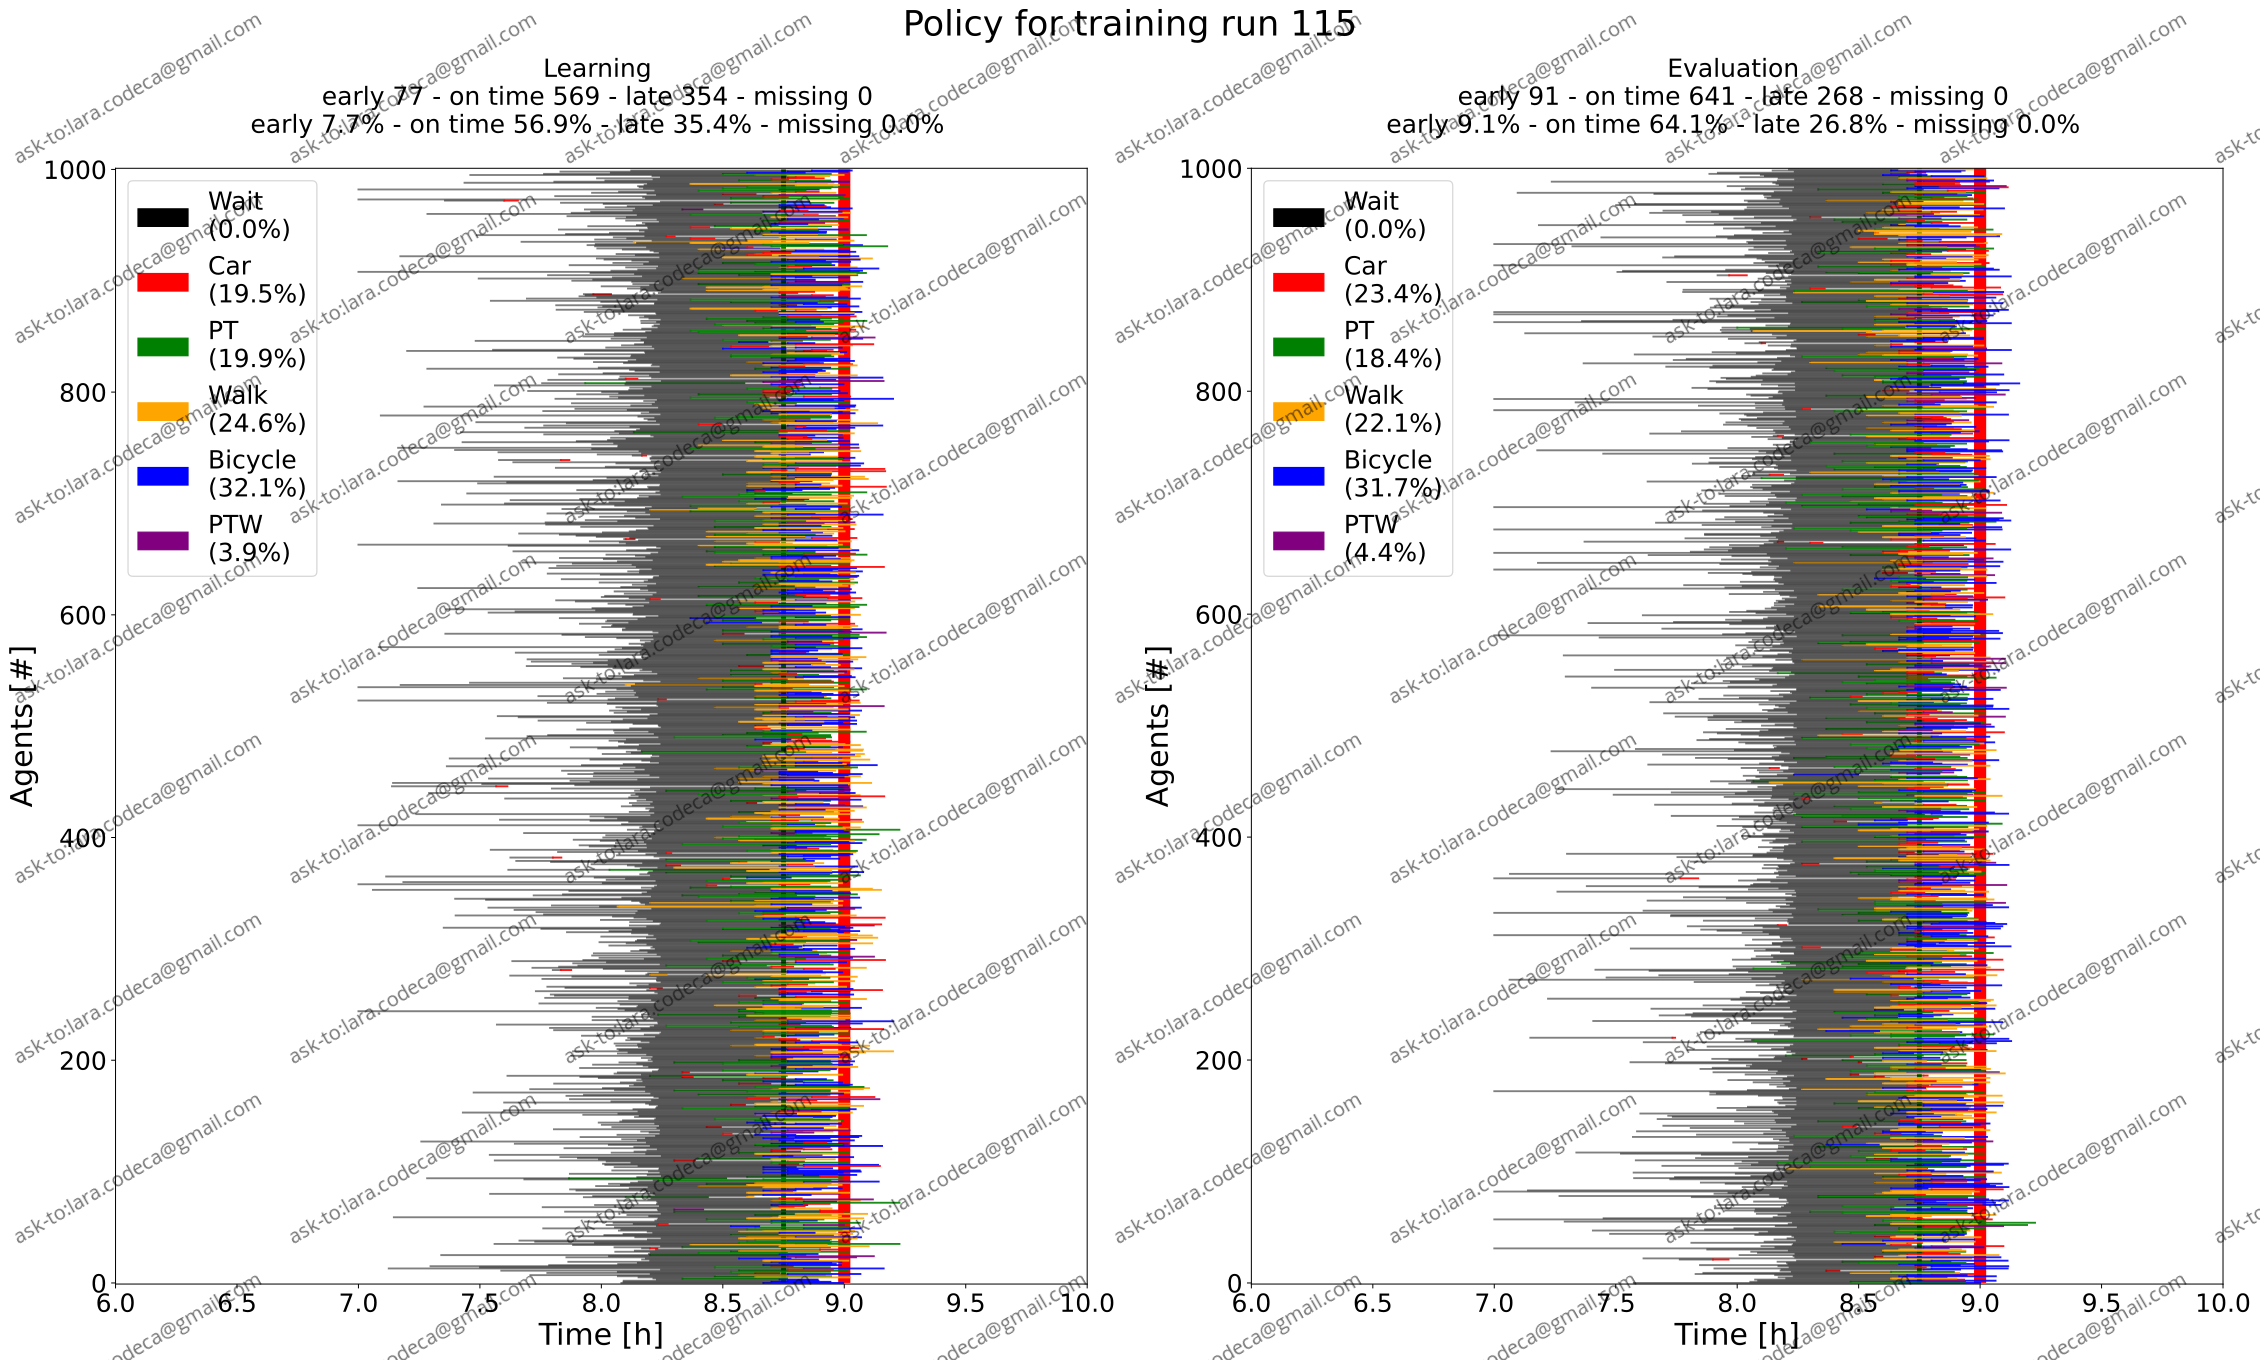 Policy for training run 115
Learning
early 77 - on time 569 - late 354 - missing 0
early 7.7% - on time 56.9% - late 35.4% - missing 0.0%
1000
800
600
400
200
0
Agents [#]
Wait
(0.0%)
Car
(19.5%)
PT
(19.9%)
Walk
(24.6%)
Bicycle
(32.1%)
PTW
(3.9%)
6.0 6.5 7.0 7.5 8.0 8.5 9.0 9.5 10.0
Time [h]
Evaluation
early 91 - on time 641 - late 268 - missing 0
early 9.1% - on time 64.1% - late 26.8% - missing 0.0%
1000
800
600
400
200
0
Agents [#]
Wait
(0.0%)
Car
(23.4%)
PT
(18.4%)
Walk
(22.1%)
Bicycle
(31.7%)
PTW
(4.4%)
6.0 6.5 7.0 7.5 8.0 8.5 9.0 9.5 10.0
Time [h]
ask-to:lara.codeca@gmail.com